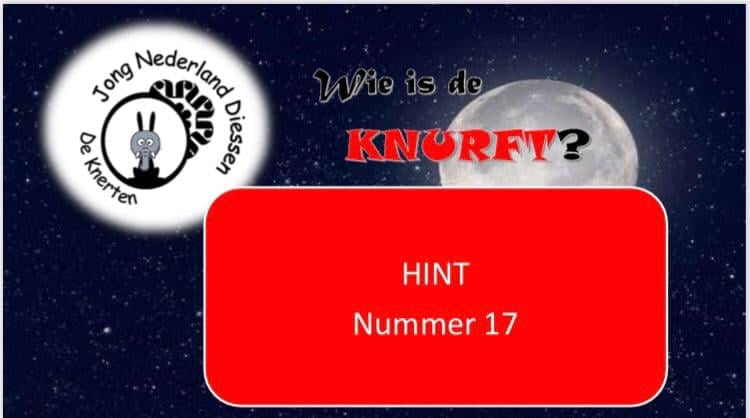 Jong Nederland Diessen
De Knerten
Wie is de
KNURFT?
HINT
Nummer 17